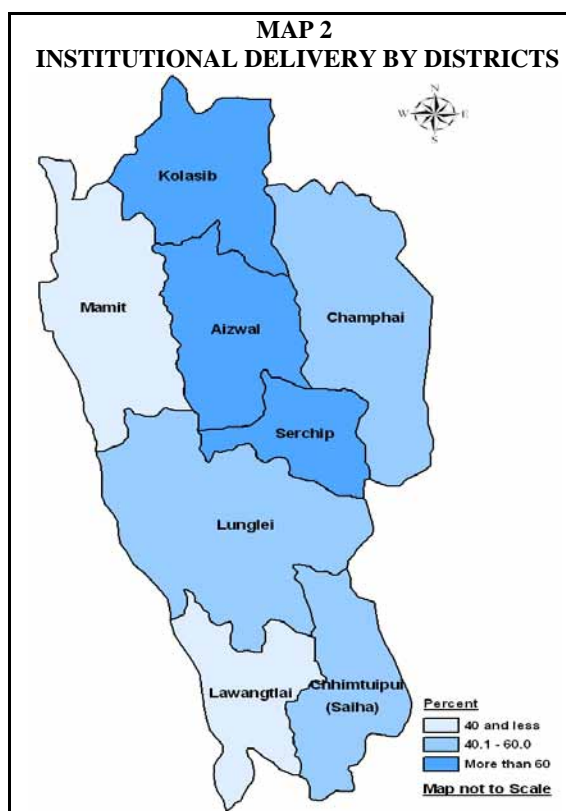 MAP 2
INSTITUTIONAL DELIVERY BY DISTRICTS
N
W E
S
Kolasib
Mamit
Aizwal
Champhai
Serchip
Lunglei
Lawangtlai
Chhimtuipui
(Saiha)
Percent
40 and less
40.1 - 60.0
More than 60
Map not to Scale